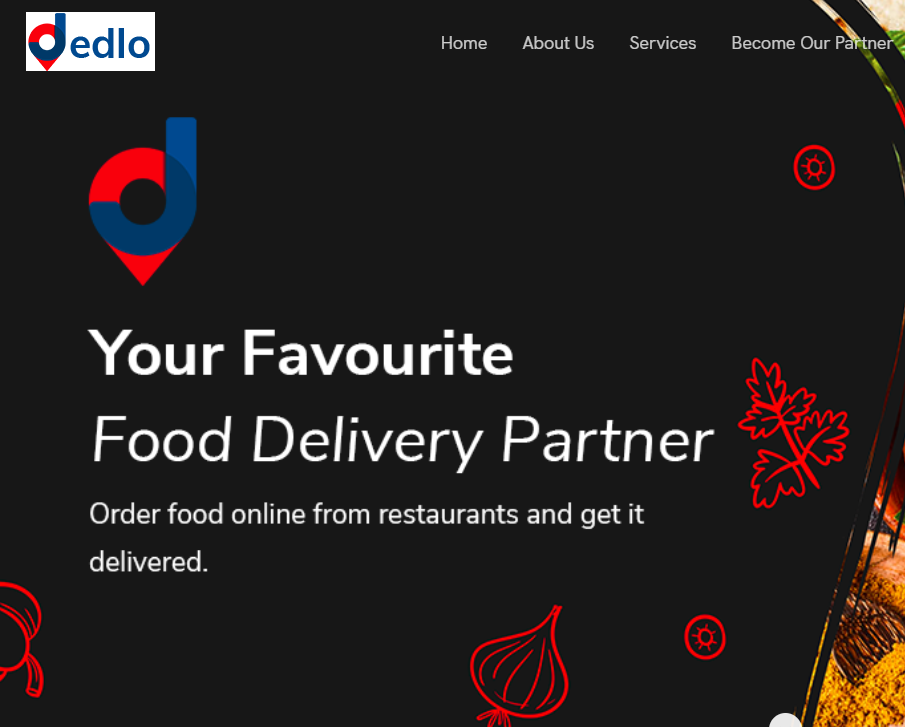 dedlo
Home About Us Services Become Our Partner
Your Favourite
Food Delivery Partner
Order food online from restaurants and get it
delivered.